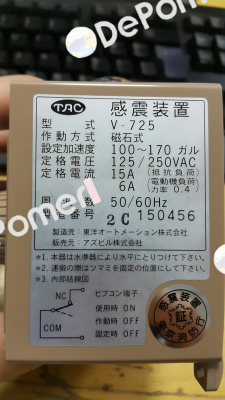 DePomera
TAC 感震装置
型 式 V-725
作動方式 磁石式
設定加速度 100〜170 ガル
定格電圧 125/250VAC
定格電流 15A (抵抗負荷)
6A (電動機負荷 力率 0.4)
周 波 数 50/60Hz
製造番号 2C 150456
製造元：東洋オートメーション株式会社
販売元：アズビル株式会社
*1. 本器は水準器により水平にとりつけて下さい。
*2. 運搬の際はツマミを固定の位置にして下さい。
*3. 内部結線図
NC
COM
ビブコン端子
使用時 ON
作動時 OFF
固定時 OFF
感震装置
証